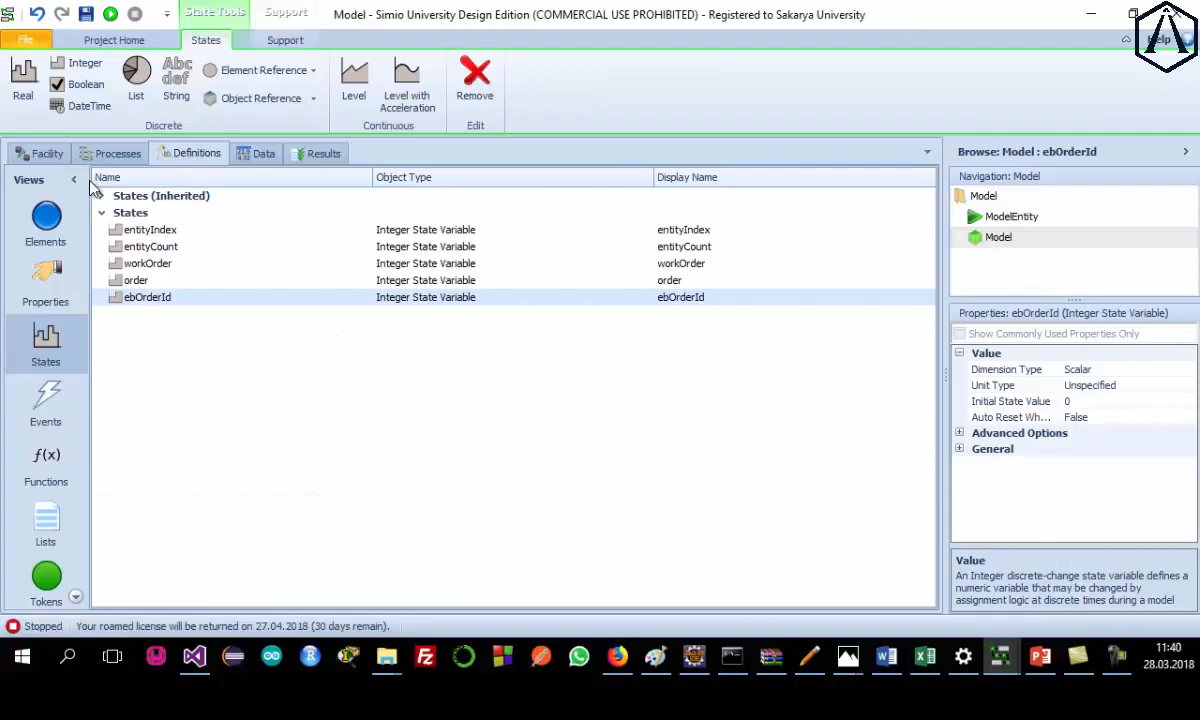 State Tools Support
Model - Simio University Design Edition (COMMERCIAL USE PROHIBITED) - Registered to Sakarya University
File Project Home States Support Help
Real
Integer
Boolean
DateTime
List
Abc
def
String
Element Reference
Object Reference
Level
Level with
Acceleration
Remove
Discrete Continuous Edit
Facility Processes Definitions Data Results
Browse: Model : ebOrderId
Views
Name Object Type Display Name
Navigation: Model
States (Inherited)
States
entityIndex Integer State Variable entityIndex
entityCount Integer State Variable entityCount
workOrder Integer State Variable workOrder
order Integer State Variable order
ebOrderId Integer State Variable ebOrderId
Elements
Properties
States
Events
f(x)
Functions
Lists
Tokens
Model
ModelEntity
Model
Properties: ebOrderId (Integer State Variable)
Show Commonly Used Properties Only
Value
Dimension Type Scalar
Unit Type Unspecified
Initial State Value 0
Auto Reset Wh... False
Advanced Options
General
Value
An Integer discrete-change state variable defines a
numeric variable that may be changed by
assignment logic at discrete times during a model
Stopped Your roamed license will be returned on 27.04.2018 (30 days remain).
11:40
28.03.2018